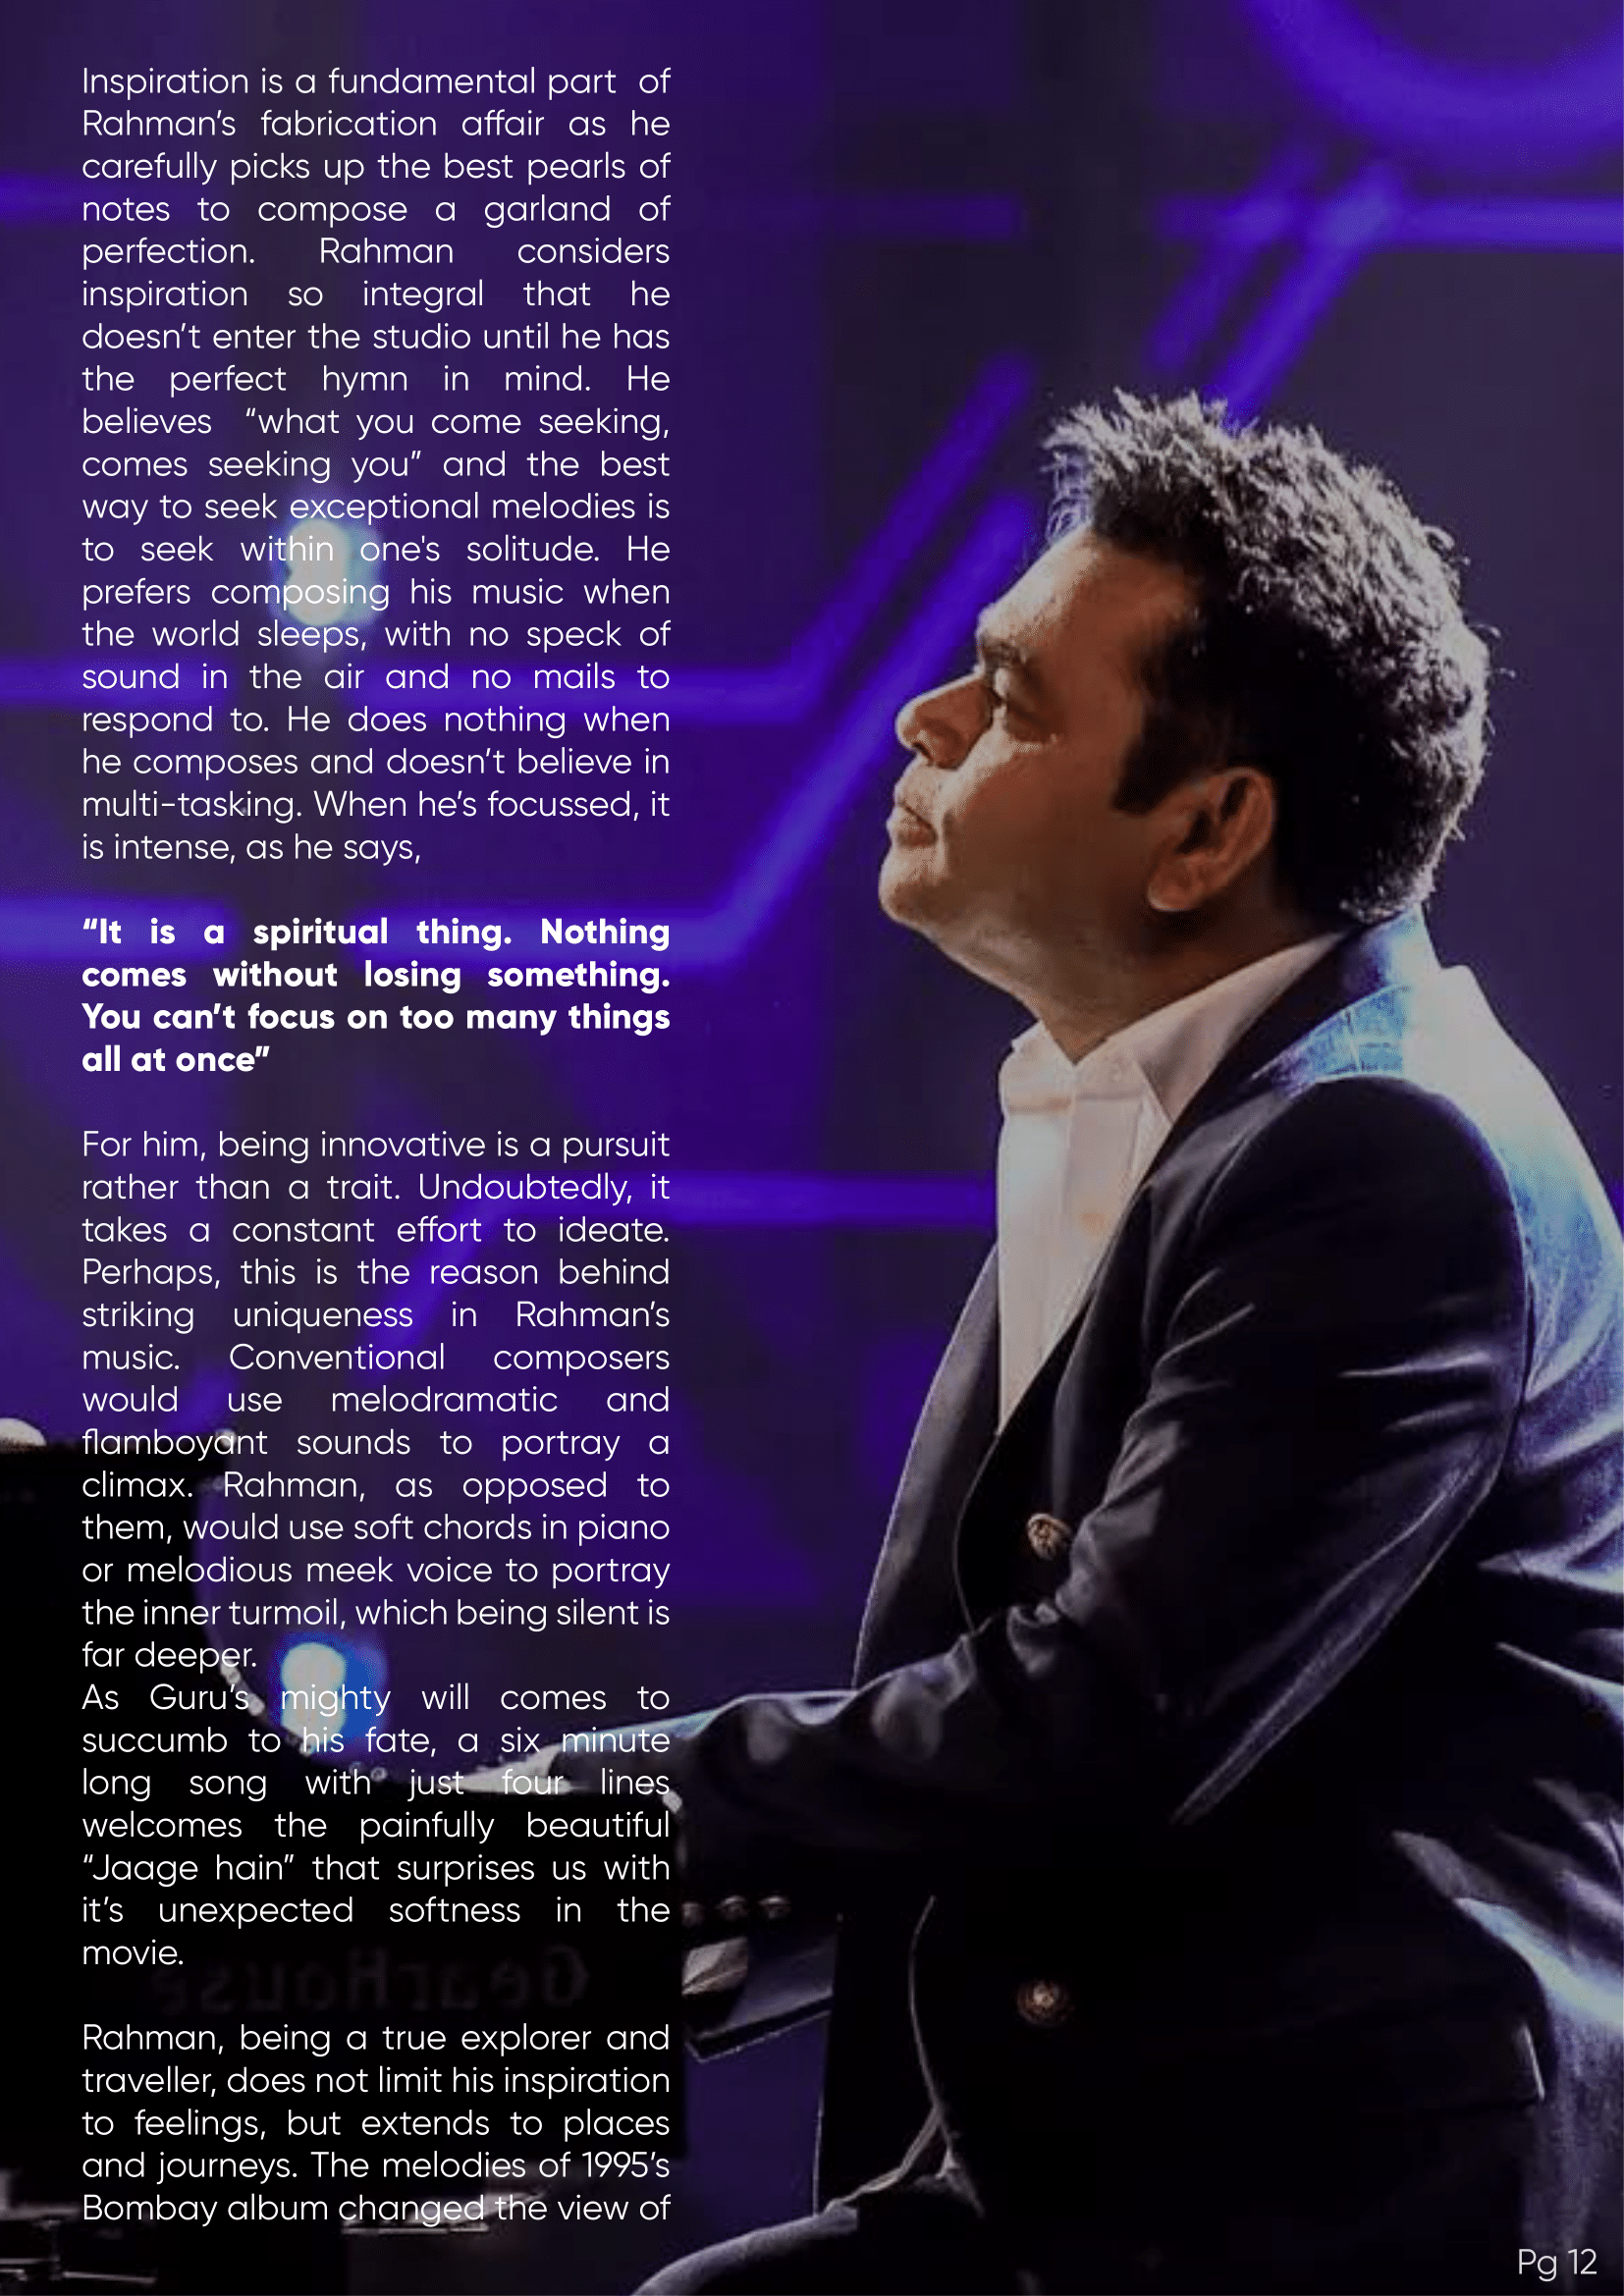 Inspiration is a fundamental part of
Rahman’s fabrication affair as he
carefully picks up the best pearls of
notes to compose a garland of
perfection. Rahman considers
inspiration so integral that he
doesn’t enter the studio until he has
the perfect hymn in mind. He
believes “what you come seeking,
comes seeking you” and the best
way to seek exceptional melodies is
to seek within one's solitude. He
prefers composing his music when
the world sleeps, with no speck of
sound in the air and no mails to
respond to. He does nothing when
he composes and doesn’t believe in
multi-tasking. When he’s focussed, it
is intense, as he says,
“It is a spiritual thing. Nothing
comes without losing something.
You can’t focus on too many things
all at once”
For him, being innovative is a pursuit
rather than a trait. Undoubtedly, it
takes a constant effort to ideate.
Perhaps, this is the reason behind
striking uniqueness in Rahman’s
music. Conventional composers
would use melodramatic and
flamboyant sounds to portray a
climax. Rahman, as opposed to
them, would use soft chords in piano
or melodious meek voice to portray
the inner turmoil, which being silent is
far deeper.
As Guru’s mighty will comes to
succumb to his fate, a six minute
long song with just four lines
welcomes the painfully beautiful
“Jaage hain” that surprises us with
it’s unexpected softness in the
movie.
GearHouse
Rahman, being a true explorer and
traveller, does not limit his inspiration
to feelings, but extends to places
and journeys. The melodies of 1995’s
Bombay album changed the view of
Pg 12